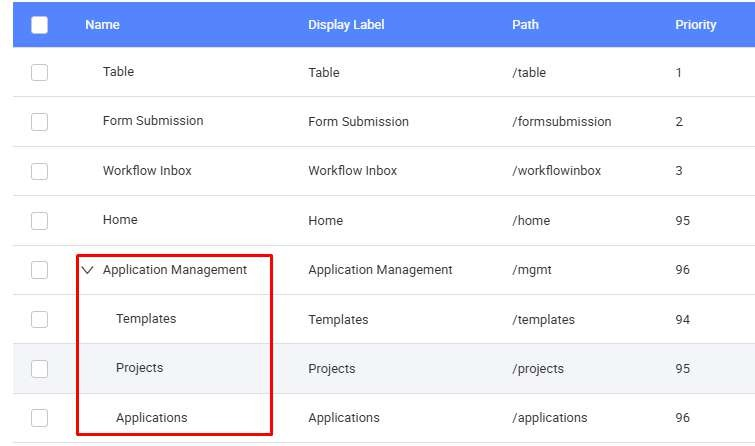 Name Display Label Path Priority
Table Table /table 1
Form Submission Form Submission /formsubmission 2
Workflow Inbox Workflow Inbox /workflowinbox 3
Home Home /home 95
Application Management Application Management /mgmt 96
Templates Templates /templates 94
Projects Projects /projects 95
Applications Applications /applications 96